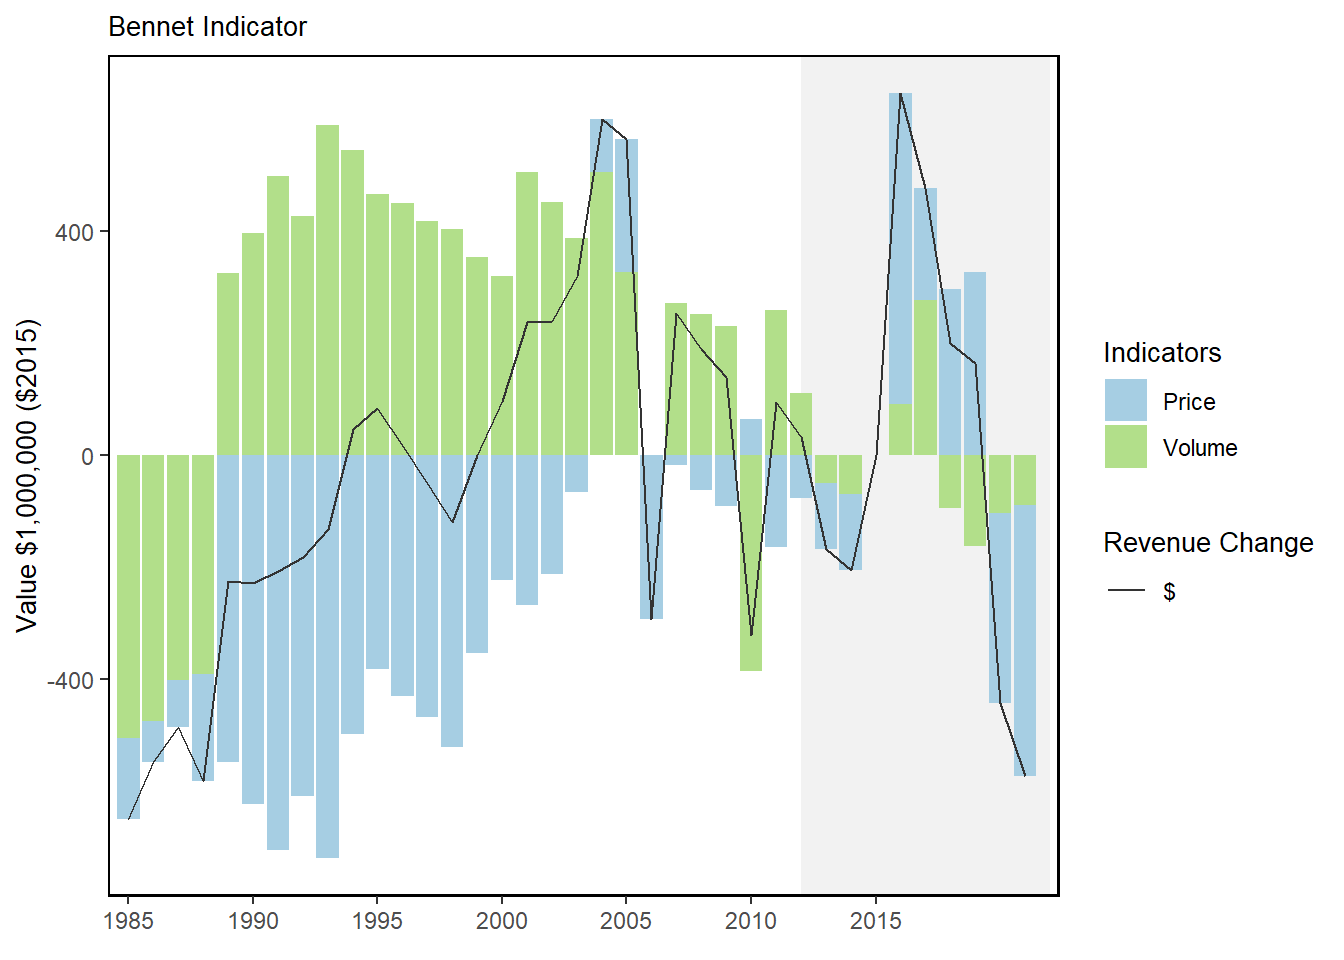 Bennet Indicator
Value $1,000,000 ($2015)
400
0
-400
1985 1990 1995 2000 2005 2010 2015
Indicators
Price
Volume
Revenue Change
$